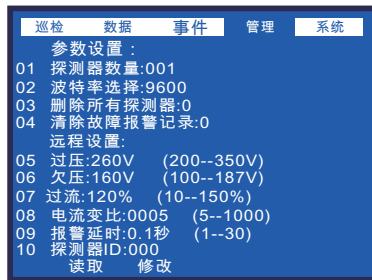 巡检 数据 事件 管理 系统
参数设置：
01 探测器数量:001
02 波特率选择:9600
03 删除所有探测器:0
04 清除故障报警记录:0
远程设置:
05 过压:260V (200--350V)
06 欠压:160V (100--187V)
07 过流:120% (10--150%)
08 电流变比:0005 (5--1000)
09 报警延时:0.1秒 (1--30)
10 探测器ID:000
读取 修改